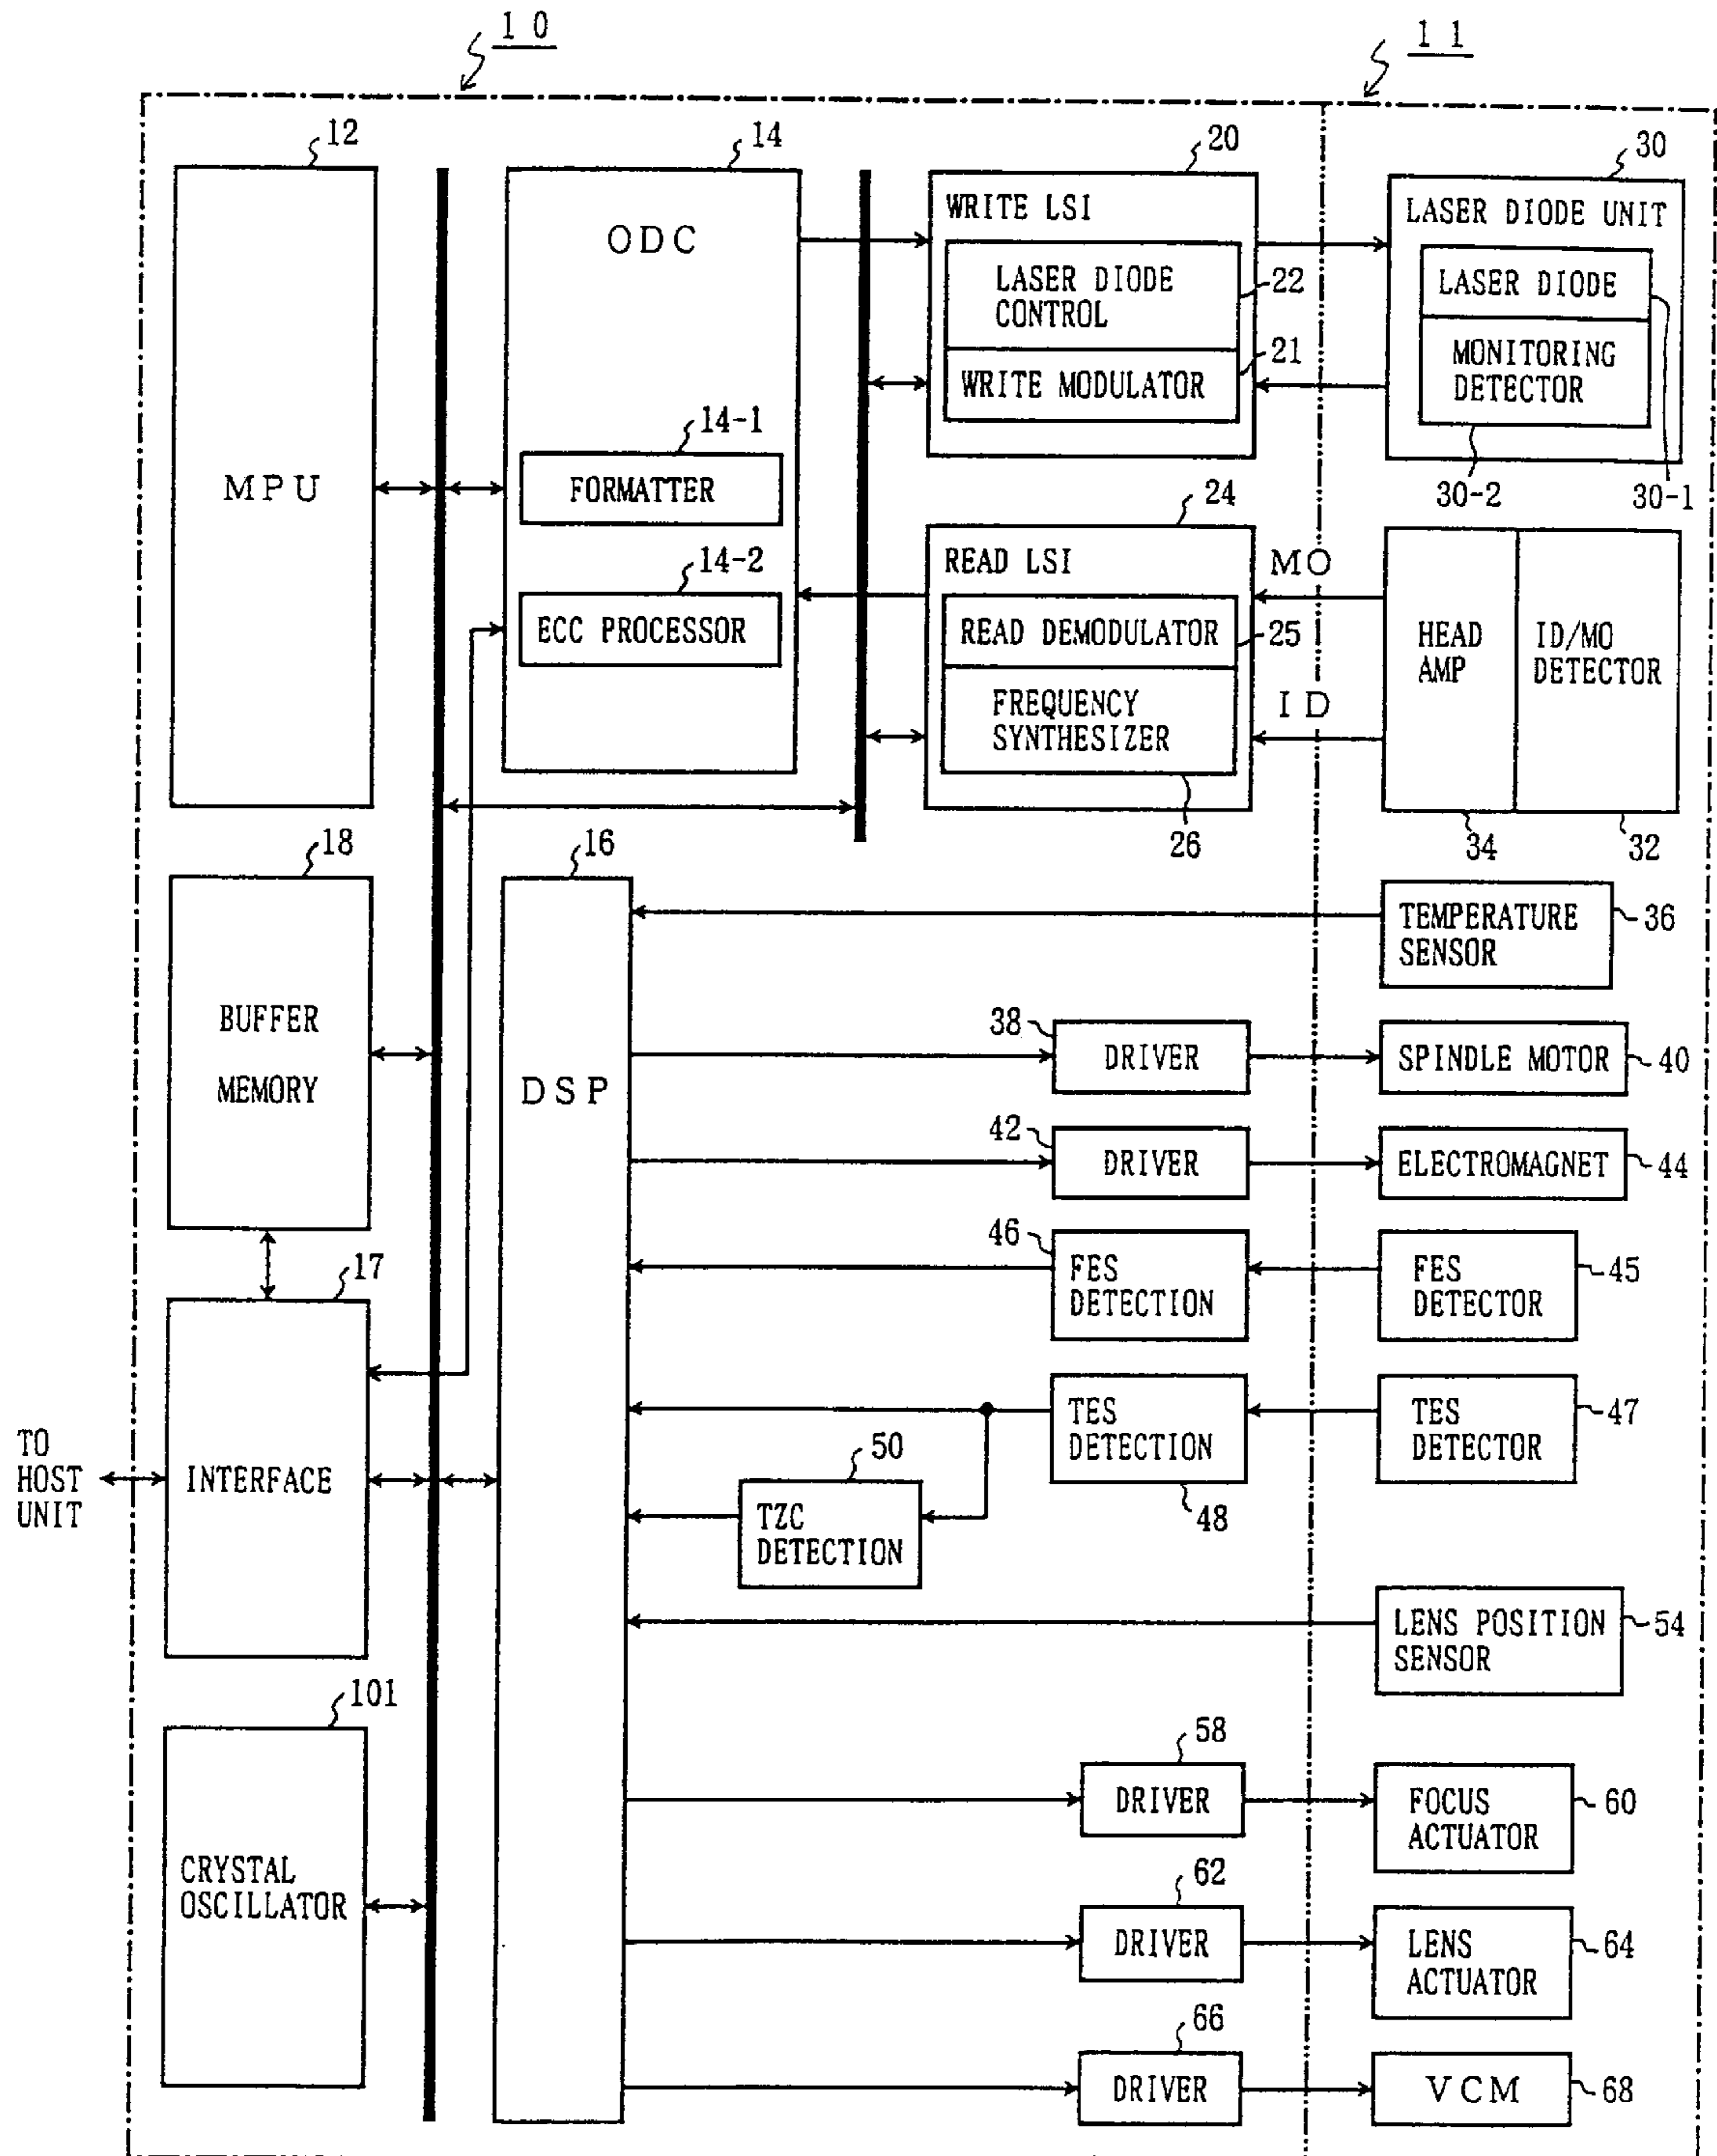 1 0
1 1
12
14
20
30
MPU
ODC
WRITE LSI
LASER DIODE
CONTROL
22
WRITE MODULATOR
21
LASER DIODE UNIT
LASER DIODE
MONITORING
DETECTOR
30-2
30-1
14-1
FORMATTER
14-2
ECC PROCESSOR
24
READ LSI
READ DEMODULATOR
25
FREQUENCY
SYNTHESIZER
26
MO
ID
HEAD
AMP
ID/MO
DETECTOR
34
32
18
BUFFER
MEMORY
16
DSP
TEMPERATURE
SENSOR
36
38
DRIVER
SPINDLE MOTOR
40
42
DRIVER
ELECTROMAGNET
44
46
FES
DETECTION
FES
DETECTOR
45
17
INTERFACE
TO
HOST
UNIT
TES
DETECTION
48
TES
DETECTOR
47
50
TZC
DETECTION
LENS POSITION
SENSOR
54
101
CRYSTAL
OSCILLATOR
58
DRIVER
FOCUS
ACTUATOR
60
62
DRIVER
LENS
ACTUATOR
64
66
DRIVER
VCM
68